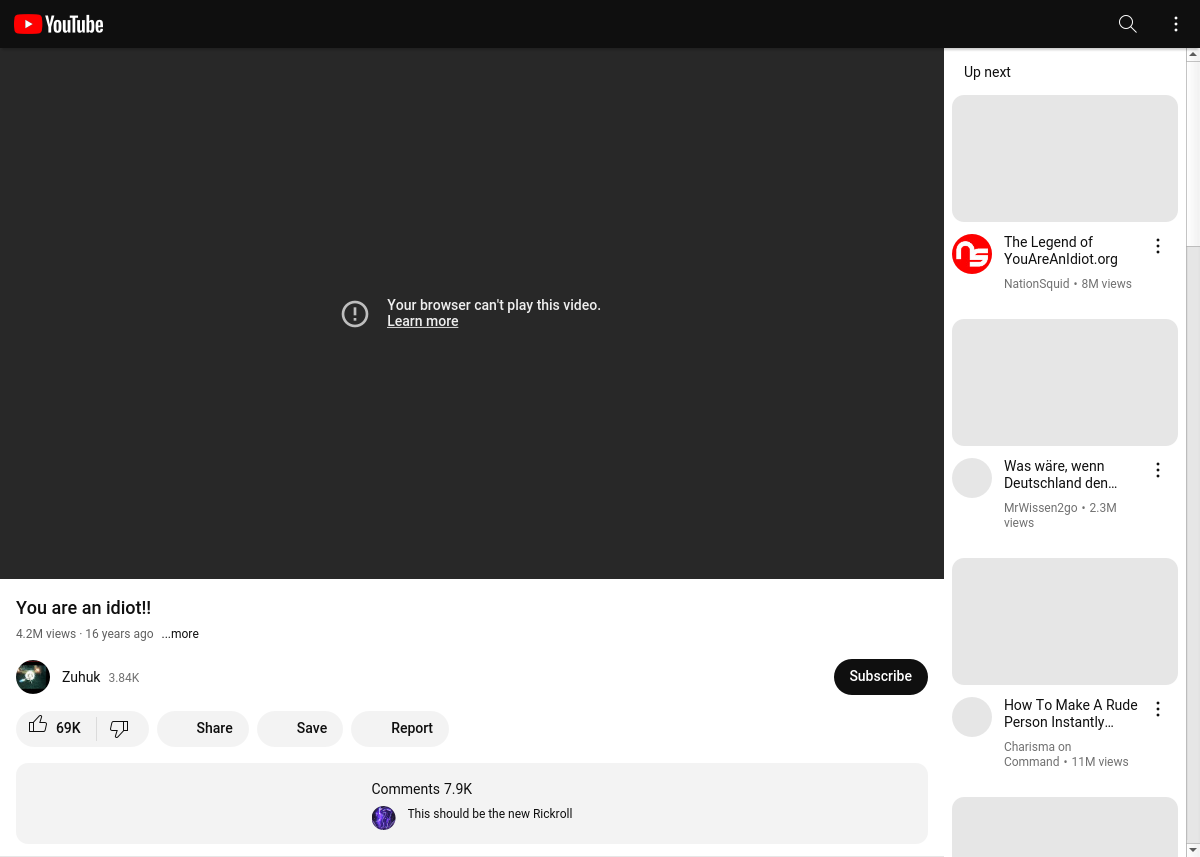 YouTube
Your browser can't play this video.
Learn more
You are an idiot!!
4.2M views · 16 years ago ...more
Zuhuk 3.84K
Subscribe
69K
Share
Save
Report
Comments 7.9K
This should be the new Rickroll
Up next
The Legend of
YouAreAnIdiot.org
NationSquid • 8M views
Was wäre, wenn
Deutschland den...
MrWissen2go • 2.3M
views
How To Make A Rude
Person Instantly...
Charisma on
Command • 11M views